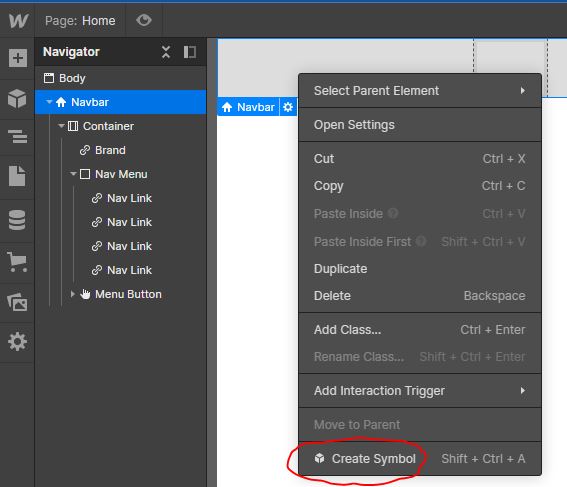 Page: Home
Navigator
Body
Navbar
Container
Brand
Nav Menu
Nav Link
Nav Link
Nav Link
Nav Link
Menu Button
Navbar
Select Parent Element
Open Settings
Cut Ctrl + X
Copy Ctrl + C
Paste Inside Ctrl + V
Paste Inside First Shift + Ctrl + V
Duplicate
Delete Backspace
Add Class... Ctrl + Enter
Rename Class... Shift + Ctrl + Enter
Add Interaction Trigger
Move to Parent
Create Symbol Shift + Ctrl + A